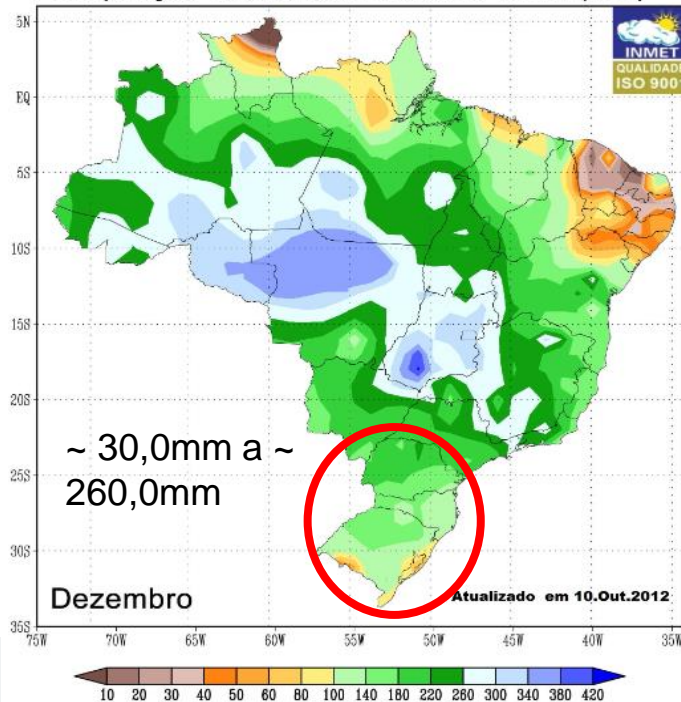 INMET
QUALIDADE
ISO 9001
5N
EQ
5S
10S
15S
20S
25S
30S
35S
~ 30,0mm a ~
260,0mm
Dezembro
Atualizado em 10.Out.2012
75W 70W 65W 60W 55W 50W 45W 40W 35W
10 20 30 40 50 60 80 100 140 180 220 260 300 340 380 420